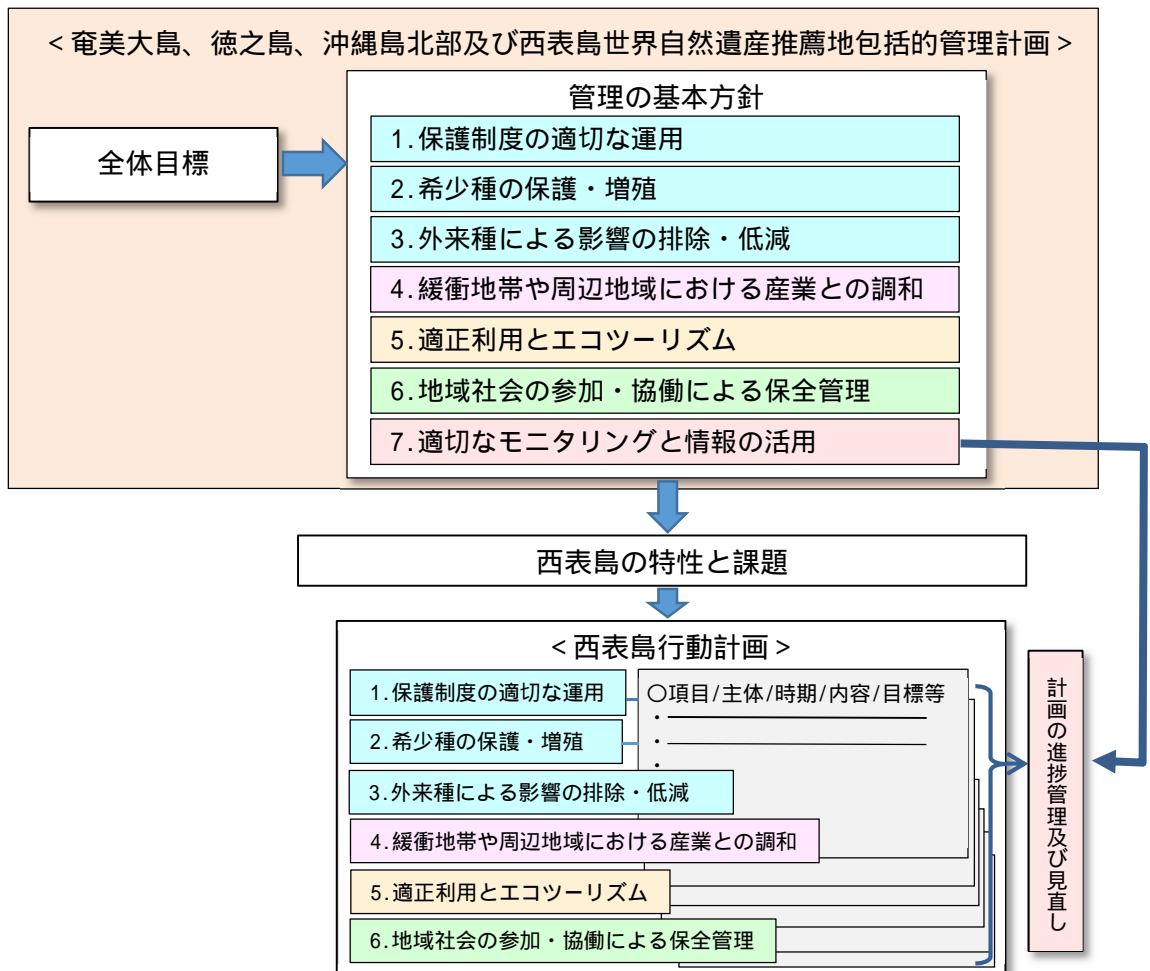 <奄美大島、徳之島、沖縄島北部及び西表島世界自然遺産推薦地包括的管理計画>
全体目標
管理の基本方針
1.保護制度の適切な運用
2.希少種の保護・増殖
3.外来種による影響の排除・低減
4.緩衝地帯や周辺地域における産業との調和
5.適正利用とエコツーリズム
6.地域社会の参加・協働による保全管理
7.適切なモニタリングと情報の活用
西表島の特性と課題
<西表島行動計画>
1.保護制度の適切な運用
2.希少種の保護・増殖
3.外来種による影響の排除・低減
4.緩衝地帯や周辺地域における産業との調和
5.適正利用とエコツーリズム
6.地域社会の参加・協働による保全管理
〇項目/主体/時期/内容/目標等
・
・
・
計画の進捗管理及び見直し